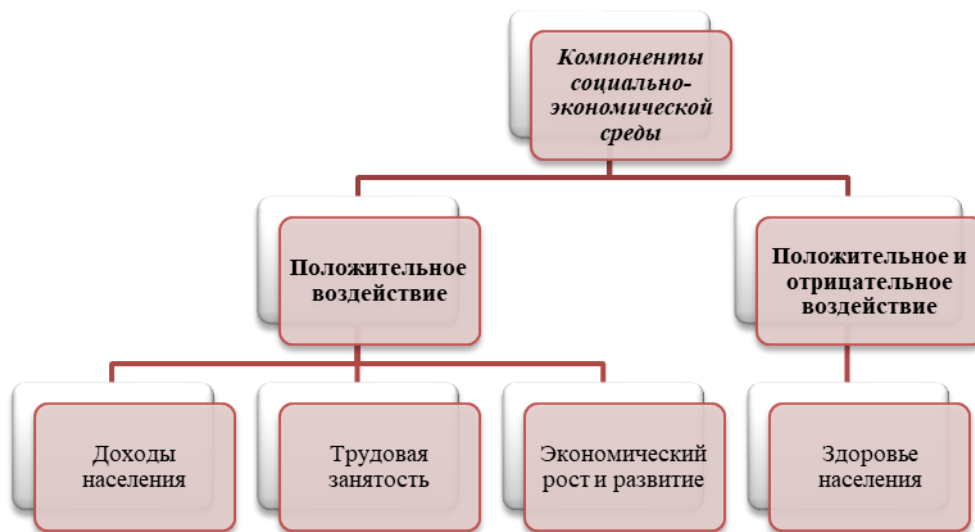 Компоненты
социально-
экономической
среды
Положительное
воздействие
Положительное и
отрицательное
воздействие
Доходы
населения
Трудовая
занятость
Экономический
рост и развитие
Здоровье
населения